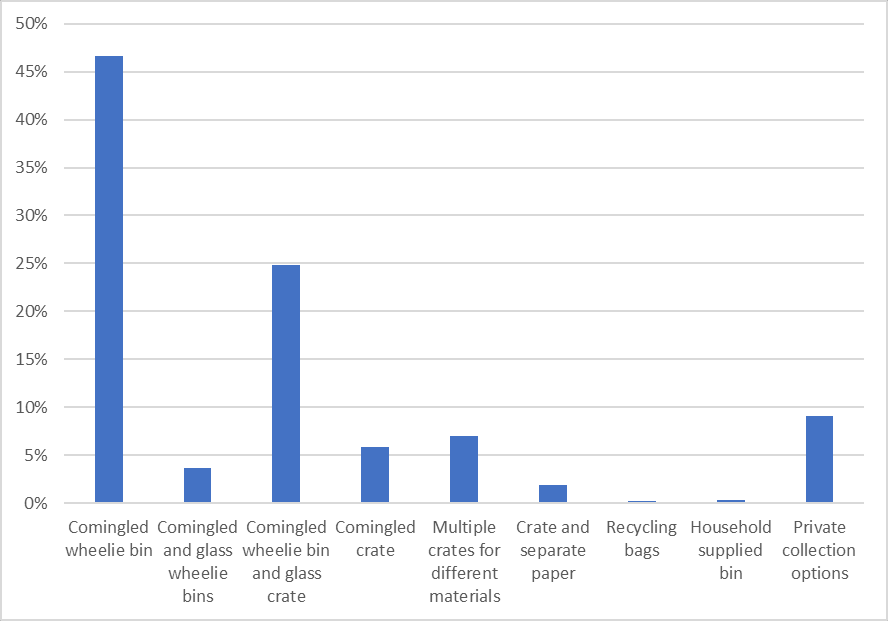 50%
45%
40%
35%
30%
25%
20%
15%
10%
5%
0%
Comingled
wheelie bin
Comingled
and glass
wheelie
bins
Comingled
wheelie bin
and glass
crate
Comingled
crate
Multiple
crates for
different
materials
Crate and
separate
paper
Recycling
bags
Household
supplied
bin
Private
collection
options